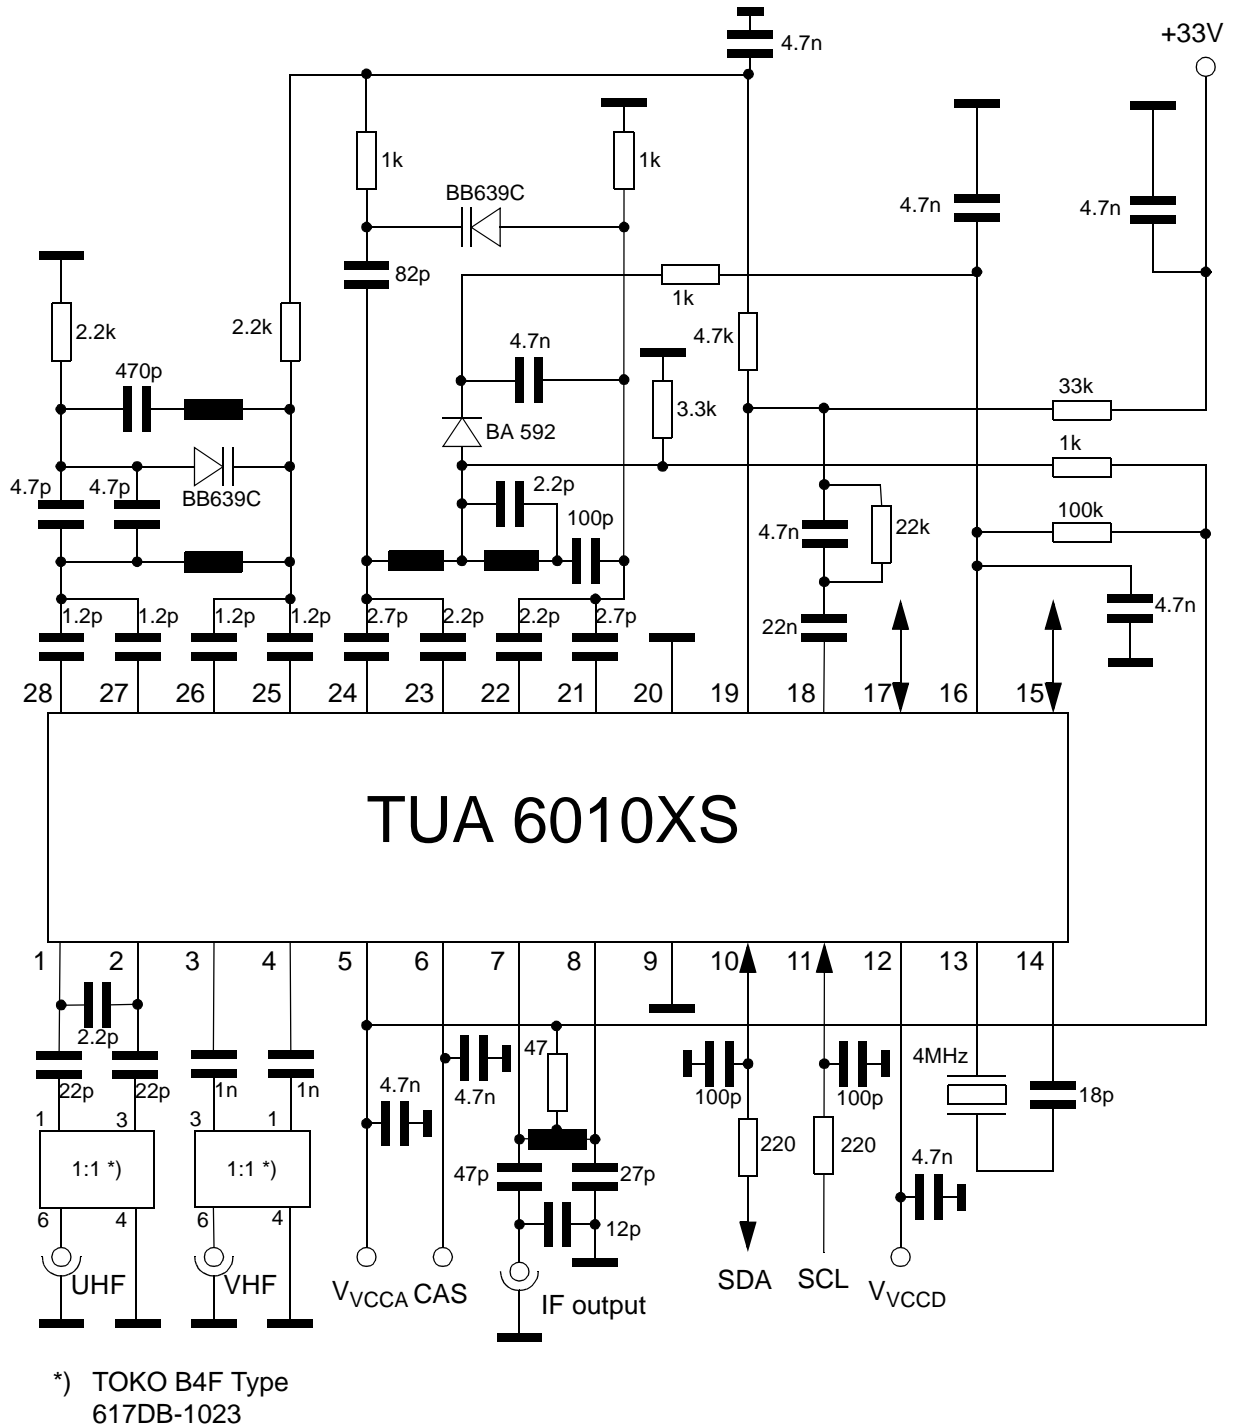 4.7n
+33V
1k
1k
BB639C
4.7n
4.7n
82p
1k
2.2k
2.2k
4.7k
4.7n
470p
33k
3.3k
BA 592
1k
4.7p
4.7p
BB639C
2.2p
100p
100k
4.7n
22k
1.2p
1.2p
1.2p
1.2p
2.7p
2.2p
2.2p
2.7p
22n
4.7n
28 27 26 25 24 23 22 21 20 19 18 17 16 15
TUA 6010XS
1 2 3 4 5 6 7 8 9 10 11 12 13 14
2.2p
47
4MHz
22p
22p
1n
1n
4.7n
4.7n
100p
100p
18p
1 3 3 1
1:1 *)
1:1 *)
47p
27p
220
220
4.7n
6 4 6 4
12p
UHF
VHF
VVCCA
CAS
IF output
SDA
SCL
VVCCD
*) TOKO B4F Type
617DB-1023